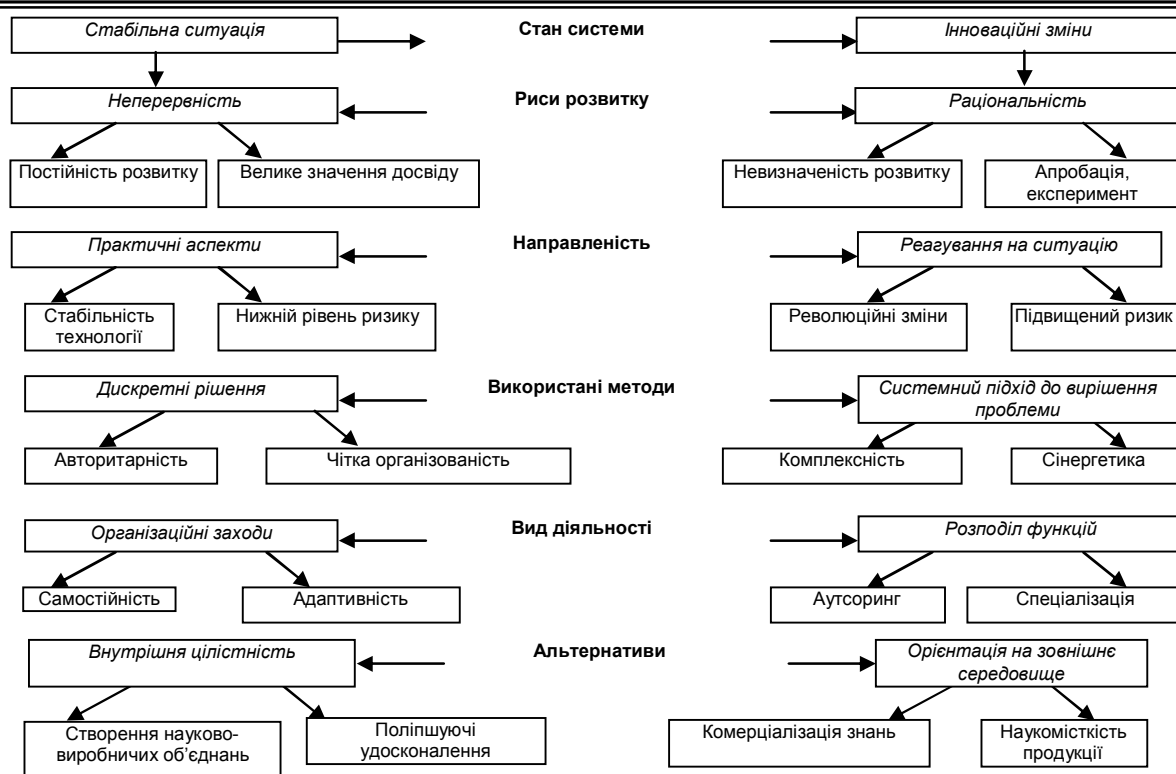 Стабільна ситуація
Стан системи
Інноваційні зміни
Неперервність
Риси розвитку
Раціональність
Постійність розвитку
Велике значення досвіду
Невизначеність розвитку
Апробація,
експеримент
Практичні аспекти
Направленість
Реагування на ситуацію
Стабільність
технології
Нижній рівень ризику
Революційні зміни
Підвищений ризик
Дискретні рішення
Використані методи
Системний підхід до вирішення
проблеми
Авторитарність
Чітка організованість
Комплексність
Сінергетика
Організаційні заходи
Вид діяльності
Розподіл функцій
Самостійність
Адаптивність
Аутсоринг
Спеціалізація
Внутрішня цілістність
Альтернативи
Орієнтація на зовнішнє
середовище
Створення науково-
виробничих об’єднань
Поліпшуючі
удосконалення
Комерціалізація знань
Наукомісткість
продукції